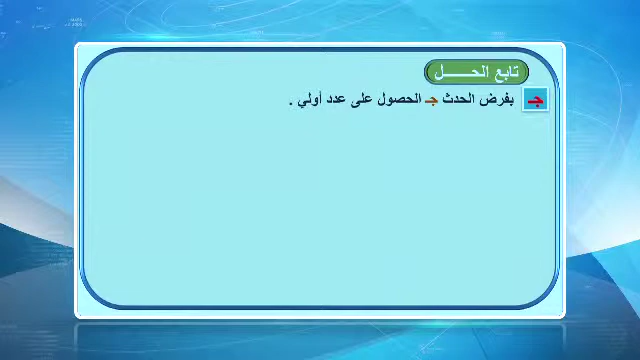 تابع الحـــــل
جـ بفرض الحدث جـ الحصول على عدد أولي .